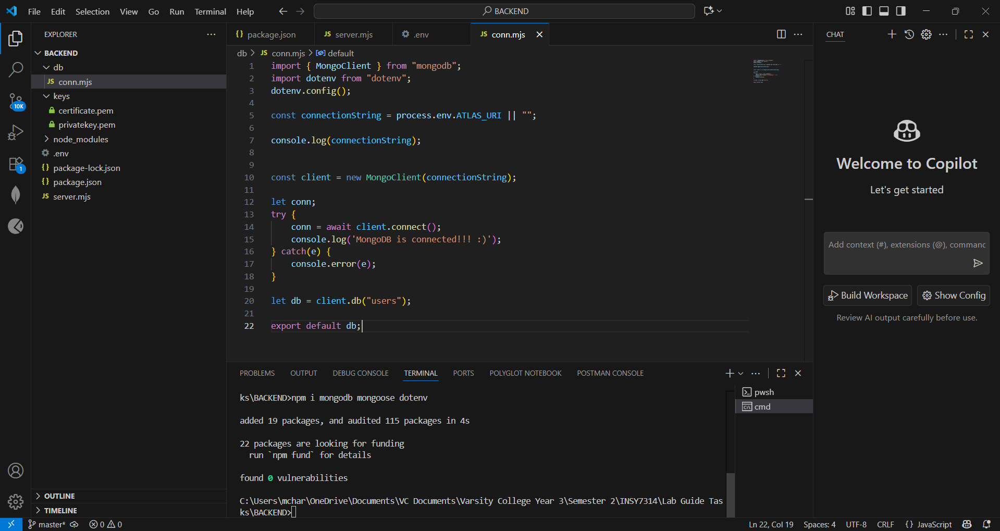 File Edit Selection View Go Run Terminal Help
BACKEND
EXPLORER
BACKEND
db
JS conn.mjs
keys
certificate.pem
privatekey.pem
node_modules
.env
{} package-lock.json
{} package.json
JS server.mjs
10K
1
OUTLINE
TIMELINE
{} package.json
JS server.mjs
.env
JS conn.mjs
db > JS conn.mjs > default
1 import { MongoClient } from "mongodb";
2 import dotenv from "dotenv";
3 dotenv.config();
4
5 const connectionString = process.env.ATLAS_URI || "";
6
7 console.log(connectionString);
8
9
10 const client = new MongoClient(connectionString);
11
12 let conn;
13 try {
14 conn = await client.connect();
15 console.log('MongoDB is connected!!! :)');
16 } catch(e) {
17 console.error(e);
18 }
19
20 let db = client.db("users");
21
22 export default db;
PROBLEMS OUTPUT DEBUG CONSOLE TERMINAL PORTS POLYGLOT NOTEBOOK POSTMAN CONSOLE
ks\BACKEND>npm i mongodb mongoose dotenv
added 19 packages, and audited 115 packages in 4s
22 packages are looking for funding
run `npm fund` for details
found 0 vulnerabilities
C:\Users\mchar\OneDrive\Documents\VC Documents\Varsity College Year 3\Semester 2\INSY7314\Lab Guide Tas
ks\BACKEND>
pwsh
cmd
CHAT
Welcome to Copilot
Let's get started
Add context (#), extensions (@), commanc
Build Workspace
Show Config
Review AI output carefully before use.
master* 0 0
Ln 22, Col 19 Spaces: 4 UTF-8 CRLF {} JavaScript